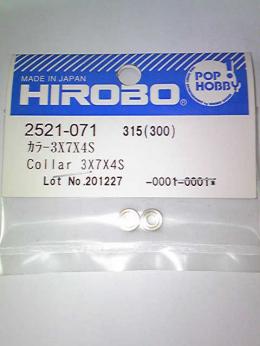 MADE IN JAPAN
HIROBO®
POP
HOBBY
2521-071 315(300)
ｶﾗｰ3X7X4S
Collar 3X7X4S
Lot No.201227 -0001-0001